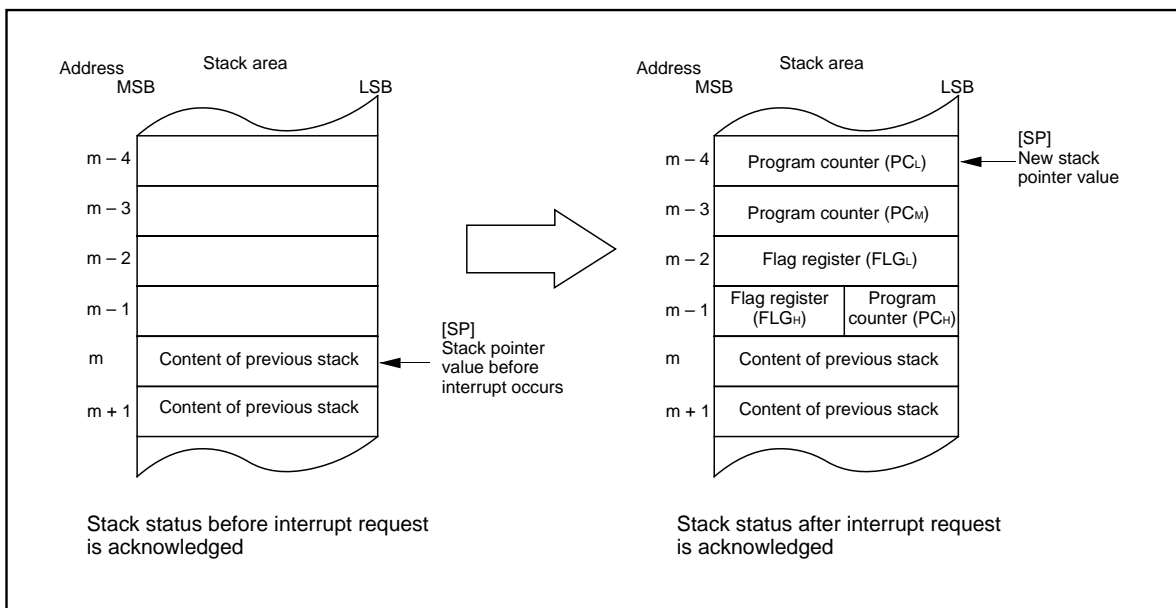 Address
MSB
Stack area
LSB
m – 4
m – 3
m – 2
m – 1
m
Content of previous stack
m + 1
Content of previous stack
[SP]
Stack pointer
value before
interrupt occurs
Stack status before interrupt request
is acknowledged
Address
MSB
Stack area
LSB
m – 4
Program counter (PCL)
m – 3
Program counter (PCM)
m – 2
Flag register (FLGL)
m – 1
Flag register
(FLGH)
Program
counter (PCH)
m
Content of previous stack
m + 1
Content of previous stack
[SP]
New stack
pointer value
Stack status after interrupt request
is acknowledged